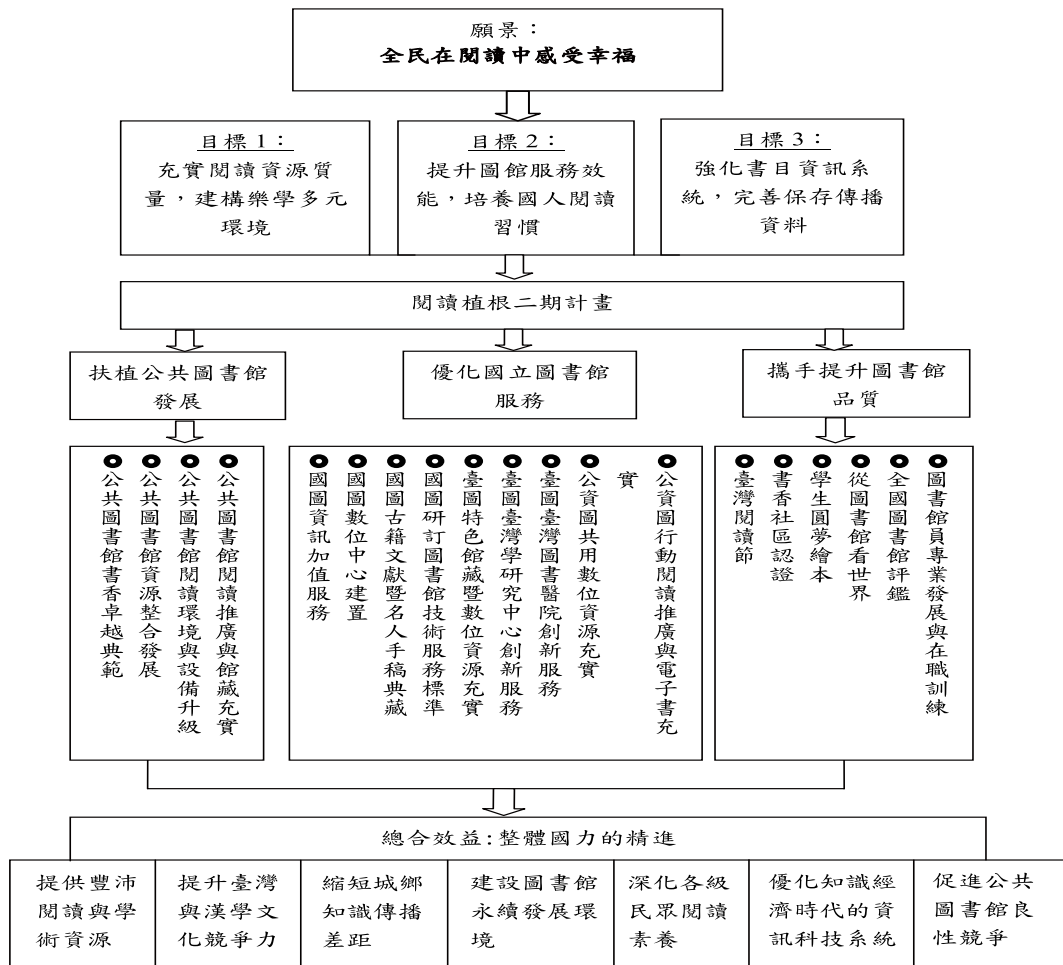 願景：
全民在閱讀中感受幸福
目標 1：
充實閱讀資源質
量，建構樂學多元
環境
目標 2：
提升圖館服務效
能，培養國人閱讀
習慣
目標 3：
強化書目資訊系
統，完善保存傳播
資料
閱讀植根二期計畫
扶植公共圖書館
發展
優化國立圖書館
服務
攜手提升圖書館
品質
公共圖書館閱讀推廣與館藏充實
公共圖書館閱讀環境與設備升級
公共圖書館資源整合發展
公共圖書館書香卓越典範
公資圖行動閱讀推廣與電子書充
實
公資圖共用數位資源充實
臺圖臺灣圖書醫院創新服務
臺圖臺灣學研究中心創新服務
臺圖特色館藏暨數位資源充實
國圖研訂圖書館技術服務標準
國圖古籍文獻暨名人手稿典藏
國圖數位中心建置
國圖資訊加值服務
圖書館員專業發展與在職訓練
全國圖書館評鑑
從圖書館看世界
學生圓夢繪本
書香社區認證
臺灣閱讀節
總合效益:整體國力的精進
提供豐沛
閱讀與學
術資源
提升臺灣
與漢學文
化競爭力
縮短城鄉
知識傳播
差距
建設圖書館
永續發展環
境
深化各級
民眾閱讀
素養
優化知識經
濟時代的資
訊科技系統
促進公共
圖書館良
性競爭